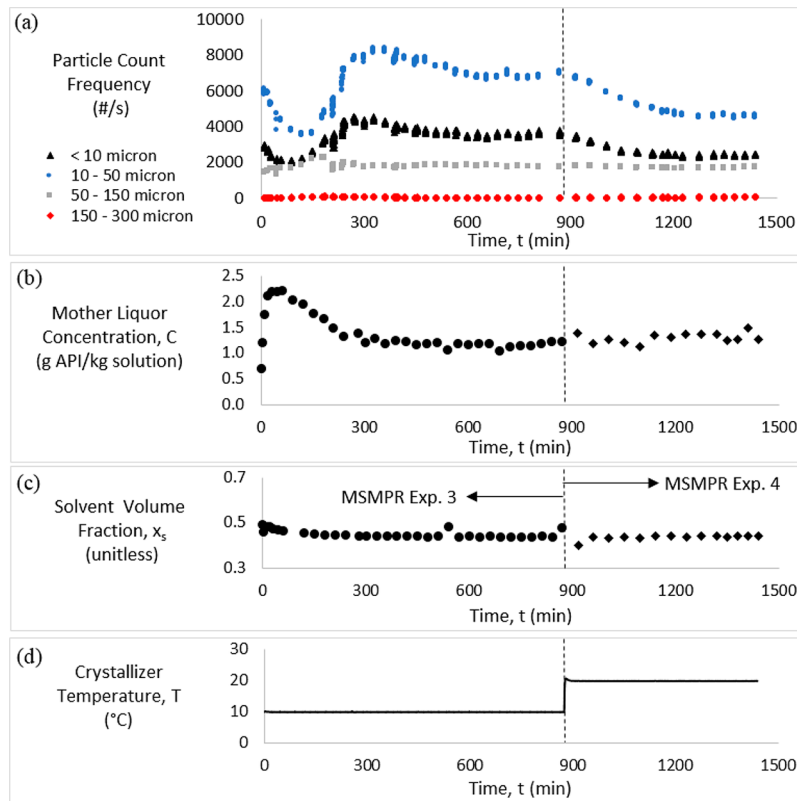 (a)
Particle Count
Frequency
(#/s)
< 10 micron
10 - 50 micron
50 - 150 micron
150 - 300 micron
10000
8000
6000
4000
2000
0
0 300 600 900 1200 1500
Time, t (min)
(b)
Mother Liquor
Concentration, C
(g API/kg solution)
2.5
2.0
1.5
1.0
0.5
0.0
0 300 600 900 1200 1500
Time, t (min)
(c)
Solvent Volume
Fraction, xs
(unitless)
0.7
0.5
0.3
MSMPR Exp. 3
MSMPR Exp. 4
0 300 600 900 1200 1500
Time, t (min)
(d)
Crystallizer
Temperature, T
(°C)
30
20
10
0
0 300 600 900 1200 1500
Time, t (min)